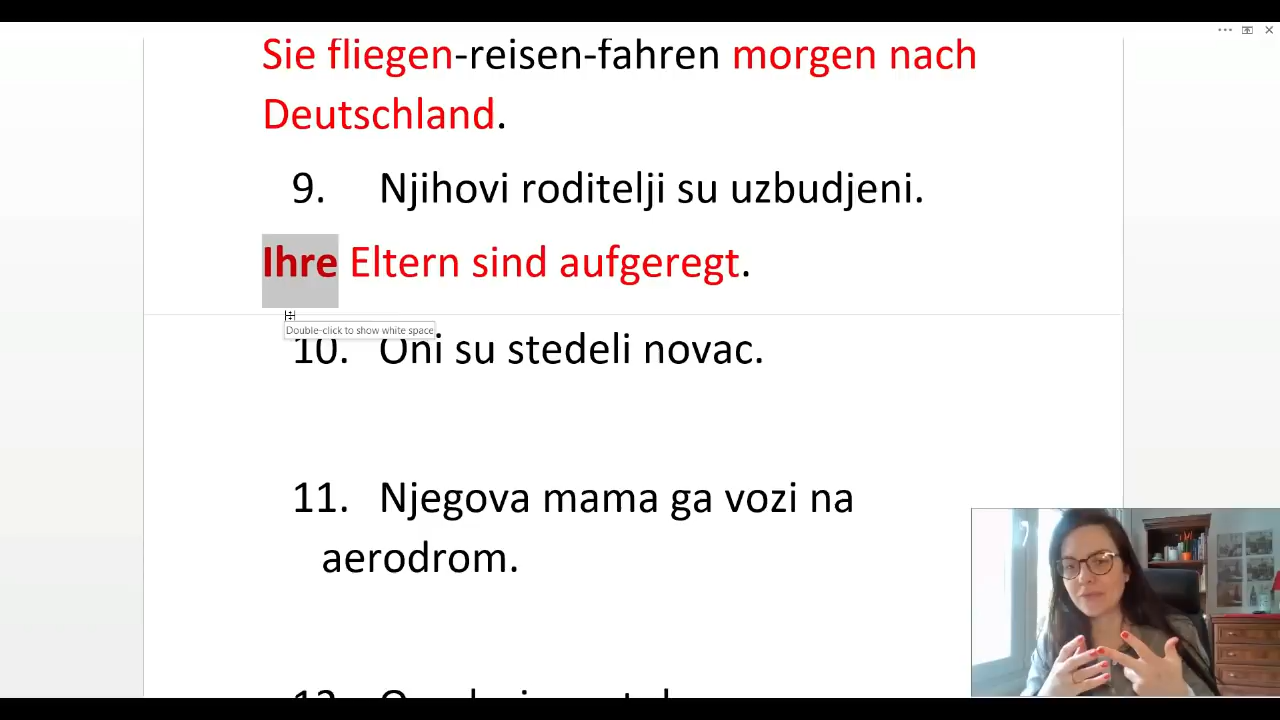 Sie fliegen-reisen-fahren morgen nach
Deutschland.
9. Njihovi roditelji su uzbudjeni.
Ihre Eltern sind aufgeregt.
Double-click to show white space
10. Oni su stedeli novac.
11. Njegova mama ga vozi na
aerodrom.